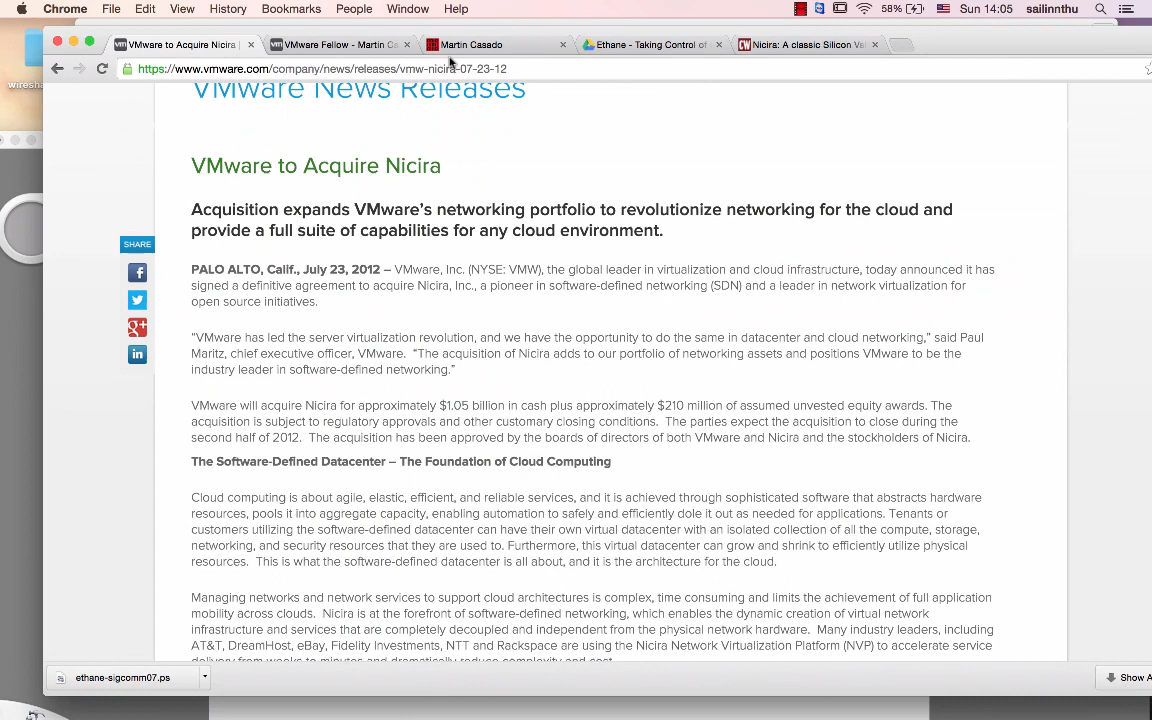 Chrome File Edit View History Bookmarks People Window Help 58% Sun 14:05 sailinnthu
VMware to Acquire Nicira VMware Fellow - Martin Ca Martin Casado Ethane - Taking Control of Nicira: A classic Silicon Val
https://www.vmware.com/company/news/releases/vmw-nicira-07-23-12
wiresha
VMware News Releases
VMware to Acquire Nicira
Acquisition expands VMware's networking portfolio to revolutionize networking for the cloud and
provide a full suite of capabilities for any cloud environment.
SHARE
PALO ALTO, Calif., July 23, 2012 – VMware, Inc. (NYSE: VMW), the global leader in virtualization and cloud infrastructure, today announced it has
signed a definitive agreement to acquire Nicira, Inc., a pioneer in software-defined networking (SDN) and a leader in network virtualization for
open source initiatives.
“VMware has led the server virtualization revolution, and we have the opportunity to do the same in datacenter and cloud networking,” said Paul
Maritz, chief executive officer, VMware. “The acquisition of Nicira adds to our portfolio of networking assets and positions VMware to be the
industry leader in software-defined networking.”
VMware will acquire Nicira for approximately $1.05 billion in cash plus approximately $210 million of assumed unvested equity awards. The
acquisition is subject to regulatory approvals and other customary closing conditions. The parties expect the acquisition to close during the
second half of 2012. The acquisition has been approved by the boards of directors of both VMware and Nicira and the stockholders of Nicira.
The Software-Defined Datacenter – The Foundation of Cloud Computing
Cloud computing is about agile, elastic, efficient, and reliable services, and it is achieved through sophisticated software that abstracts hardware
resources, pools it into aggregate capacity, enabling automation to safely and efficiently dole it out as needed for applications. Tenants or
customers utilizing the software-defined datacenter can have their own virtual datacenter with an isolated collection of all the compute, storage,
networking, and security resources that they are used to. Furthermore, this virtual datacenter can grow and shrink to efficiently utilize physical
resources. This is what the software-defined datacenter is all about, and it is the architecture for the cloud.
Managing networks and network services to support cloud architectures is complex, time consuming and limits the achievement of full application
mobility across clouds. Nicira is at the forefront of software-defined networking, which enables the dynamic creation of virtual network
infrastructure and services that are completely decoupled and independent from the physical network hardware. Many industry leaders, including
AT&T, DreamHost, eBay, Fidelity Investments, NTT and Rackspace are using the Nicira Network Virtualization Platform (NVP) to accelerate service
delivery from weeks to minutes and dramatically reduce complexity and cost.
ethane-sigcomm07.ps Show A